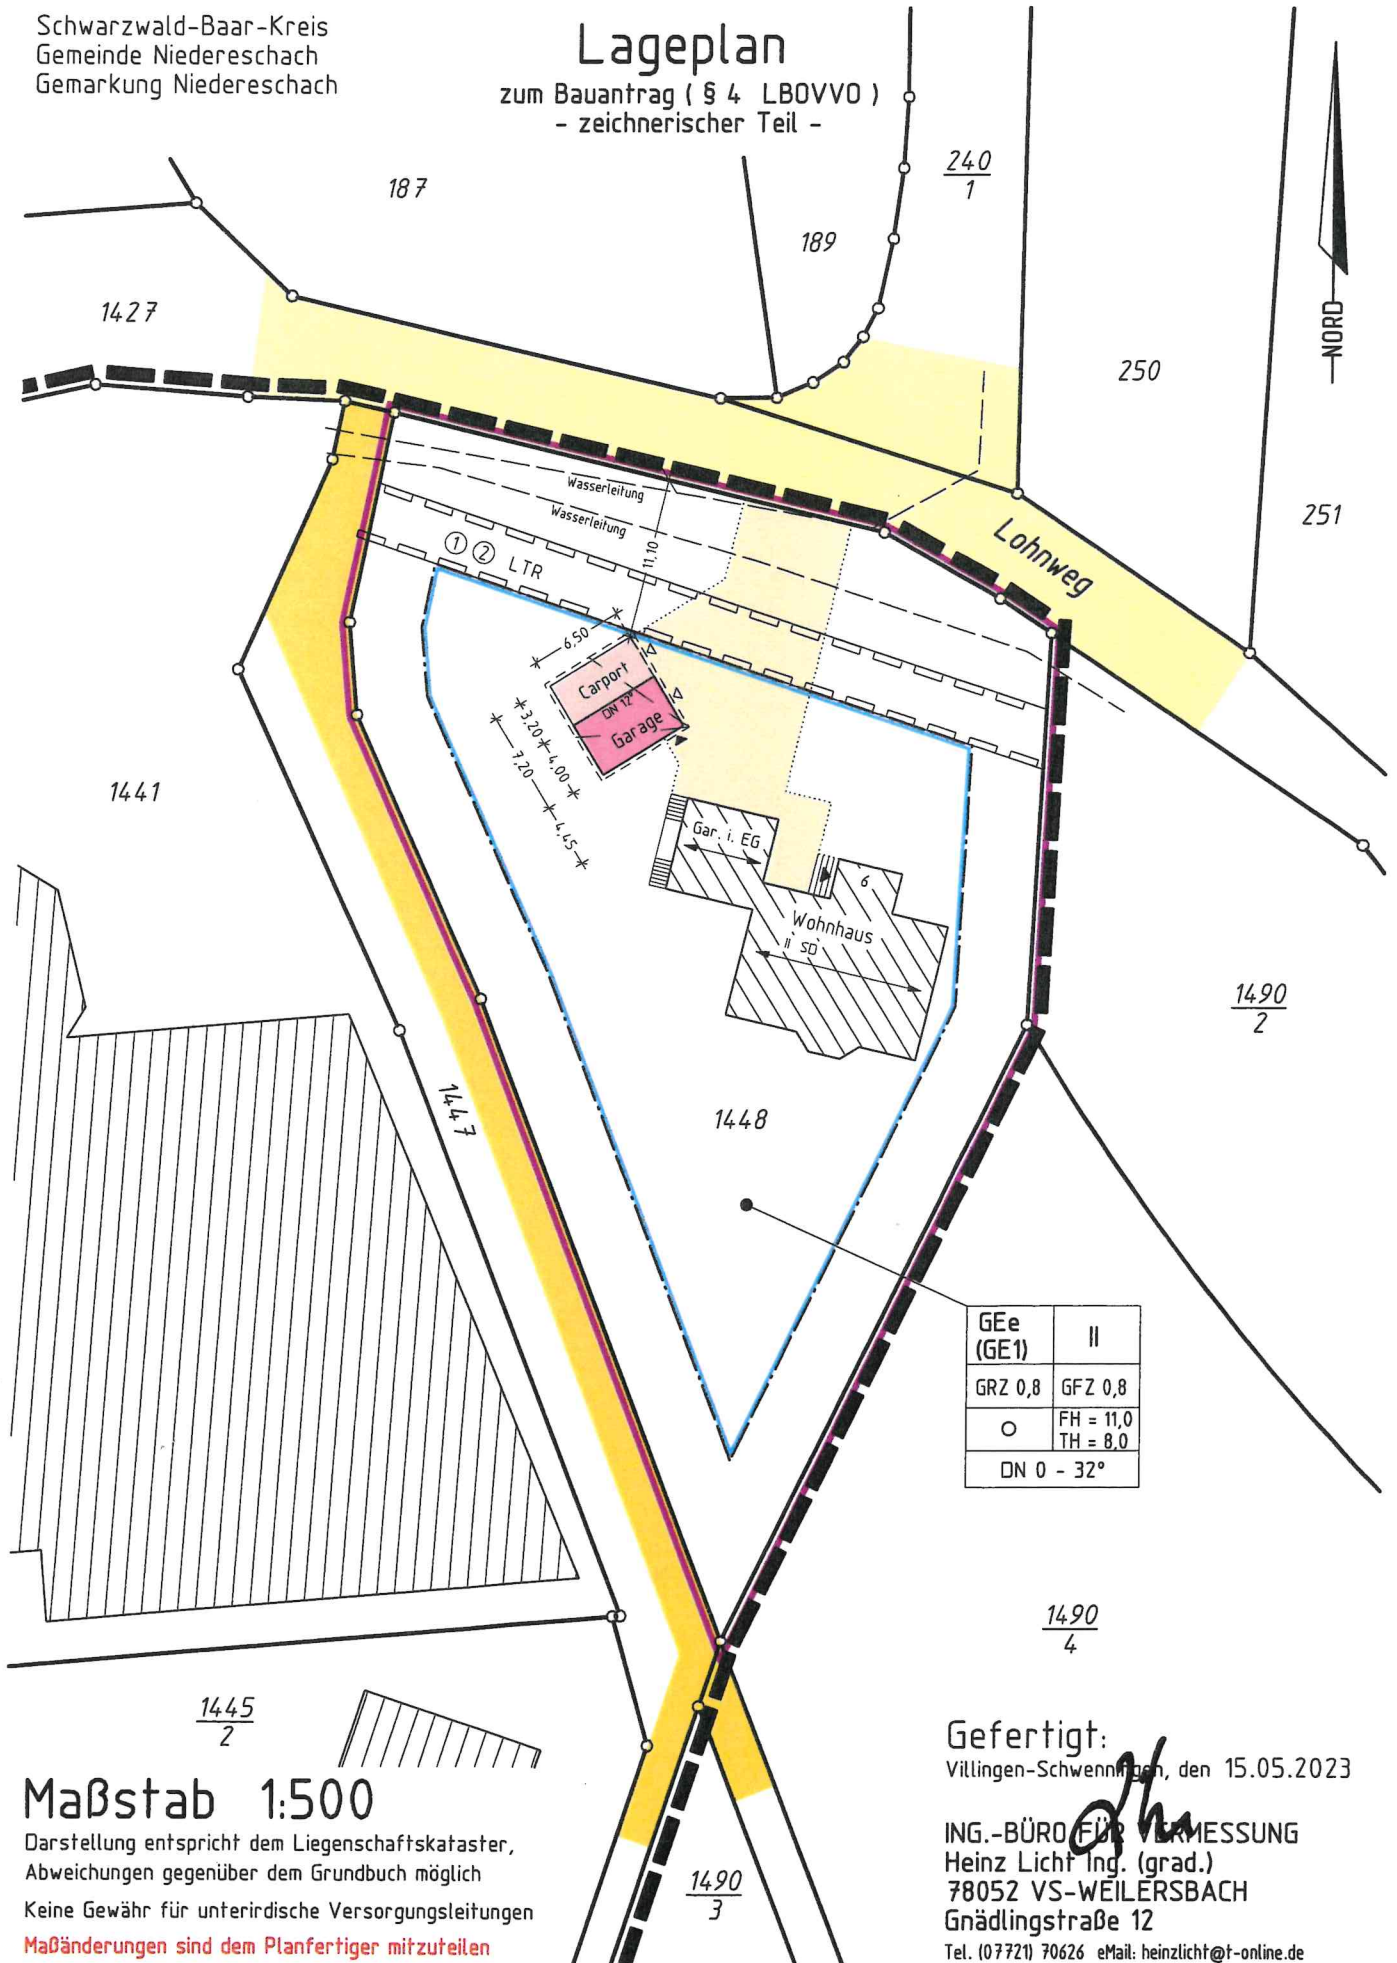 Schwarzwald-Baar-Kreis
Gemeinde Niedereschach
Gemarkung Niedereschach
Lageplan
zum Bauantrag ( § 4 LBOVVO )
- zeichnerischer Teil -
187
240
1
189
1427
NORD
250
251
Wasserleitung
Wasserleitung
Lohnweg
1 2 LTR
11,10
6,50
Carport
DN 12°
Garage
3,20
4,00
7,20
4,45
1441
Gar. i. EG
6
Wohnhaus
II SD
1490
2
1447
1448
GEe
(GE1)
II
GRZ 0,8
GFZ 0,8
O
FH = 11,0
TH = 8,0
DN 0 - 32°
1490
4
1445
2
Maßstab 1:500
Darstellung entspricht dem Liegenschaftskataster,
Abweichungen gegenüber dem Grundbuch möglich
Keine Gewähr für unterirdische Versorgungsleitungen
Maßänderungen sind dem Planfertiger mitzuteilen
1490
3
Gefertigt:
Villingen-Schwenningen, den 15.05.2023
ING.-BÜRO FÜR VERMESSUNG
Heinz Licht Ing. (grad.)
78052 VS-WEILERSBACH
Gnädlingstraße 12
Tel. (07721) 70626 eMail: heinzlicht@t-online.de